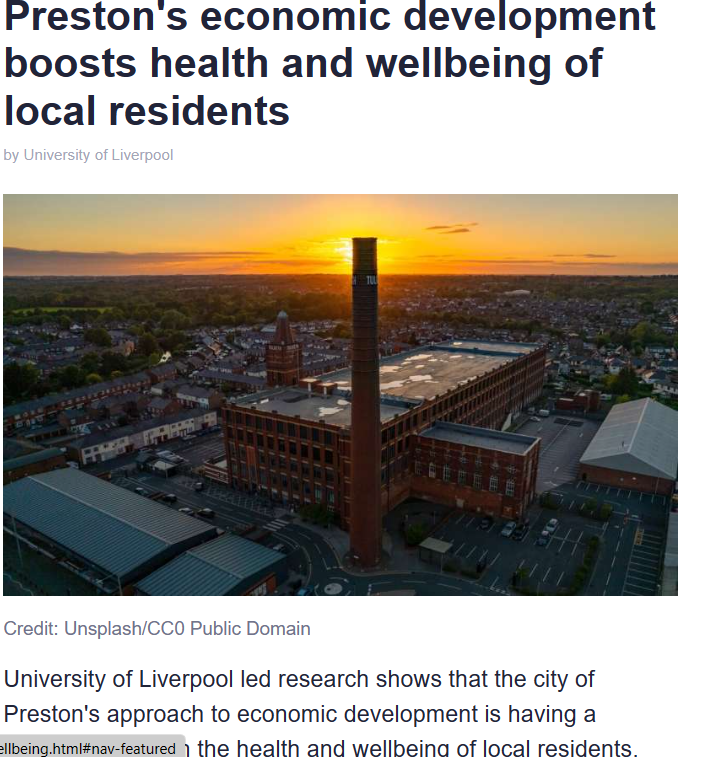 Preston's economic development
boosts health and wellbeing of
local residents
by University of Liverpool
TUL
Credit: Unsplash/CC0 Public Domain
University of Liverpool led research shows that the city of
Preston's approach to economic development is having a
the health and wellbeing of local residents.
ellbeing.html#nav-featured